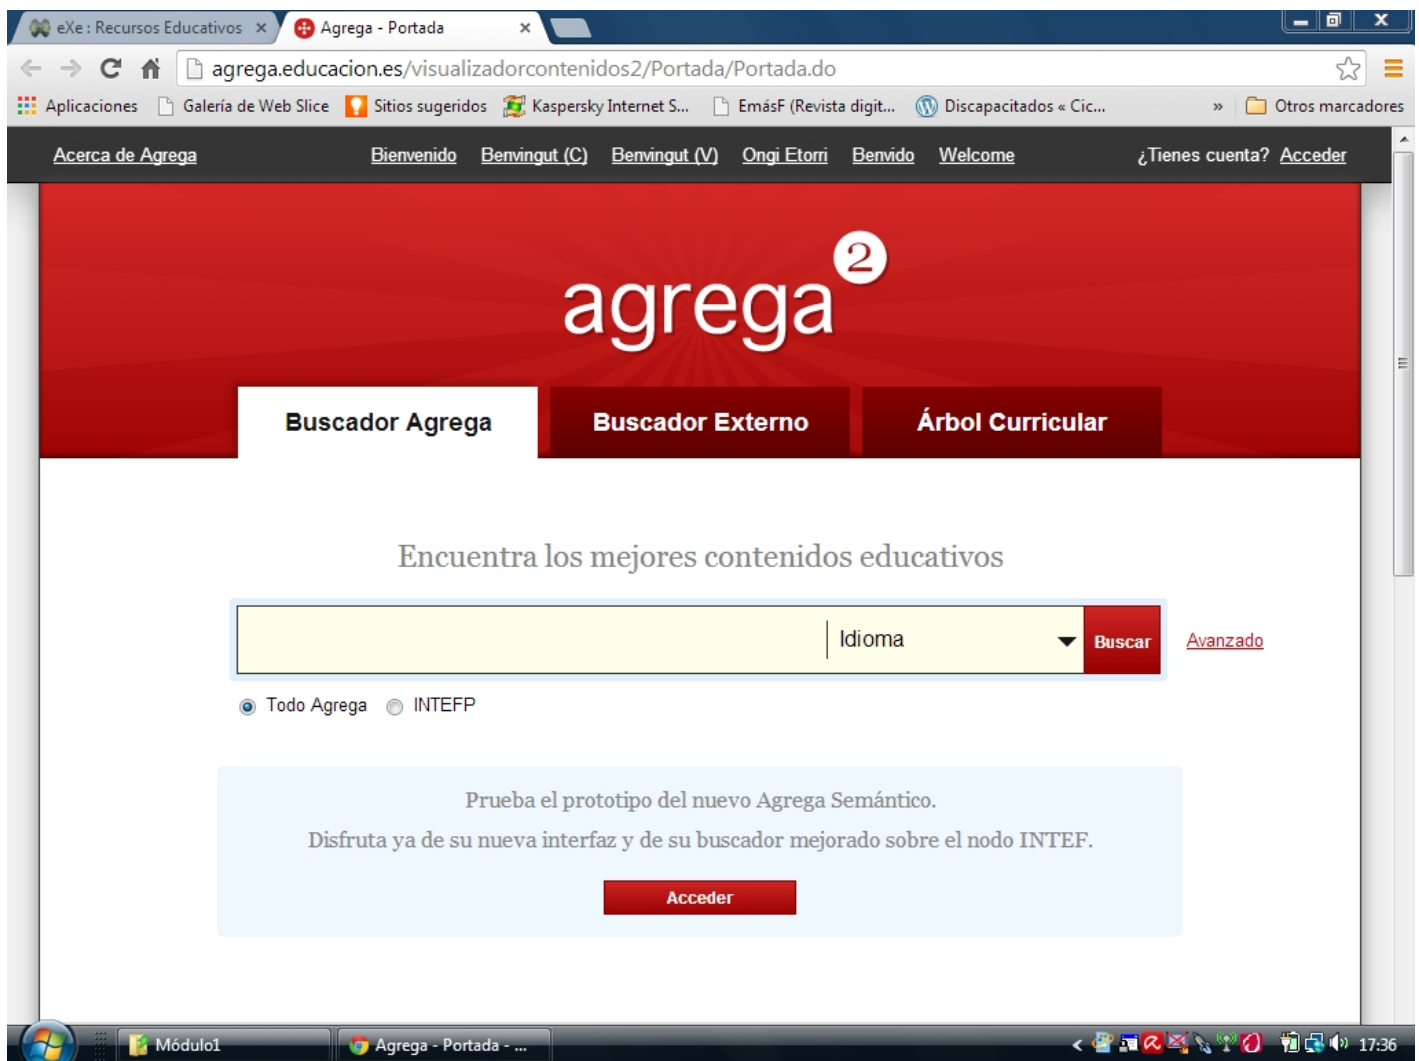 eXe : Recursos Educativos
Agrega - Portada
agrega.educacion.es/visualizadorcontenidos2/Portada/Portada.do
Aplicaciones Galería de Web Slice Sitios sugeridos Kaspersky Internet S... EmásF (Revista digit... Discapacitados « Cic... » Otros marcadores
Acerca de Agrega Bienvenido Benvingut (C) Benvingut (V) Ongi Etorri Benvido Welcome ¿Tienes cuenta? Acceder
agrega 2
Buscador Agrega Buscador Externo Árbol Curricular
Encuentra los mejores contenidos educativos
Idioma Buscar Avanzado
Todo Agrega INTEFP
Prueba el prototipo del nuevo Agrega Semántico.
Disfruta ya de su nueva interfaz y de su buscador mejorado sobre el nodo INTEF.
Acceder
Módulo1 Agrega - Portada - ... 17:36